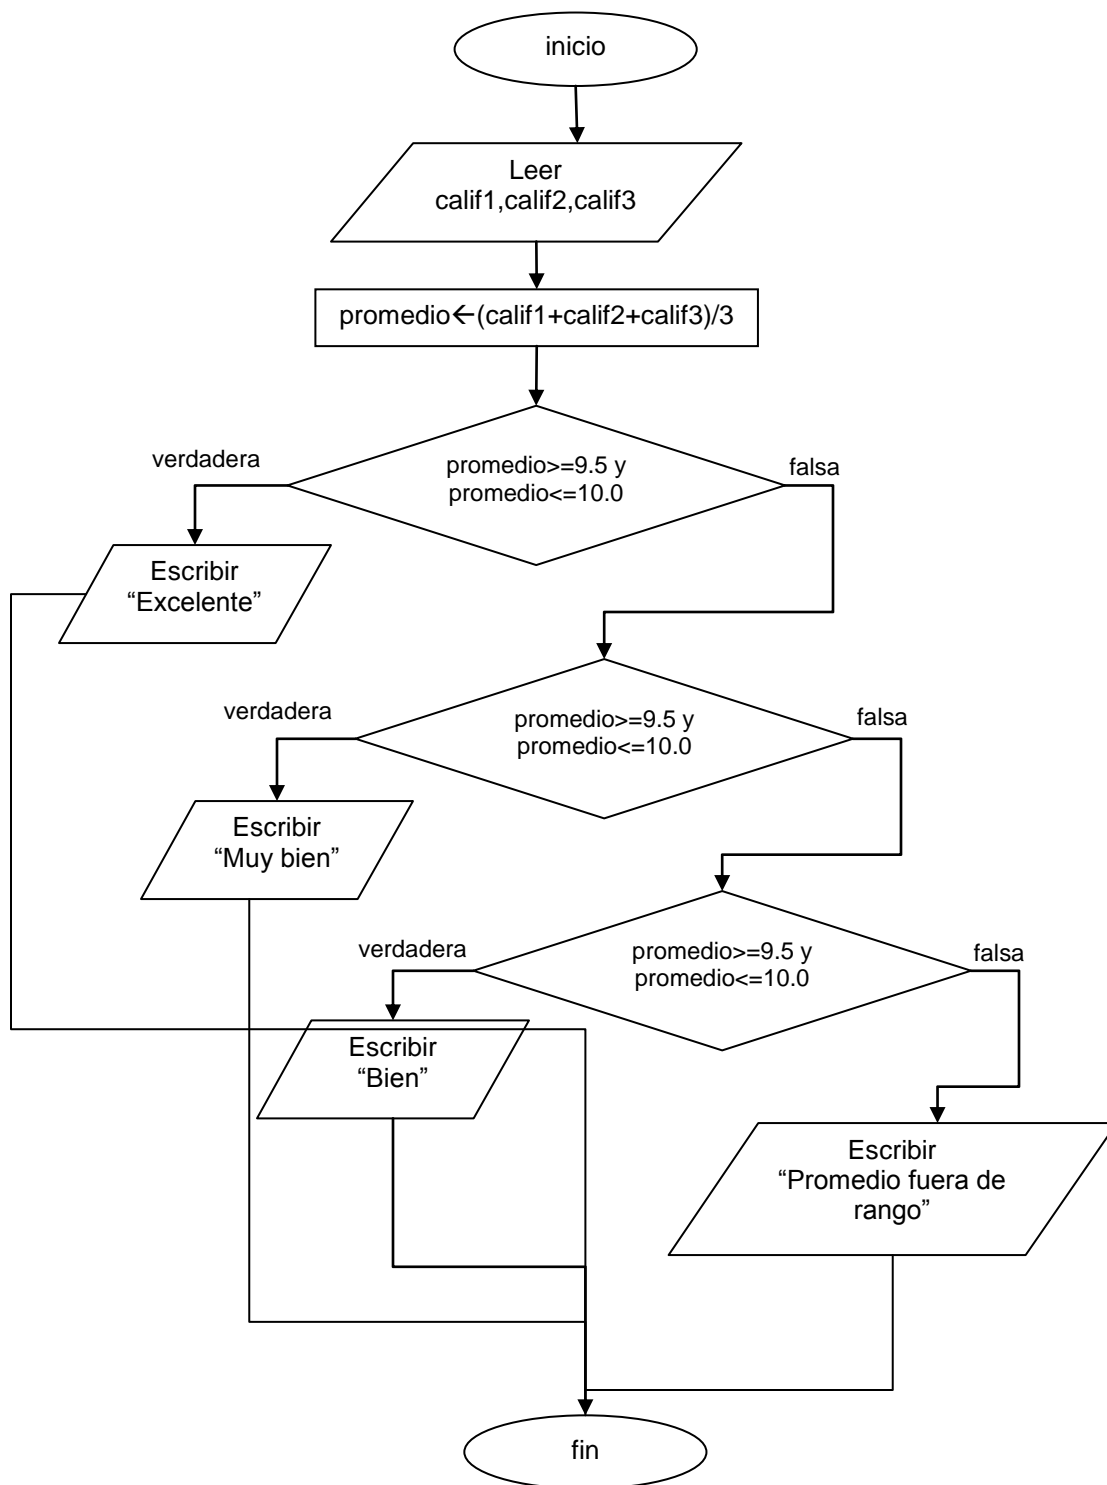 inicio
Leer
calif1,calif2,calif3
promedio←(calif1+calif2+calif3)/3
verdadera
promedio>=9.5 y
promedio<=10.0
falsa
Escribir
“Excelente”
verdadera
promedio>=9.5 y
promedio<=10.0
falsa
Escribir
“Muy bien”
verdadera
promedio>=9.5 y
promedio<=10.0
falsa
Escribir
“Bien”
Escribir
“Promedio fuera de
rango”
fin